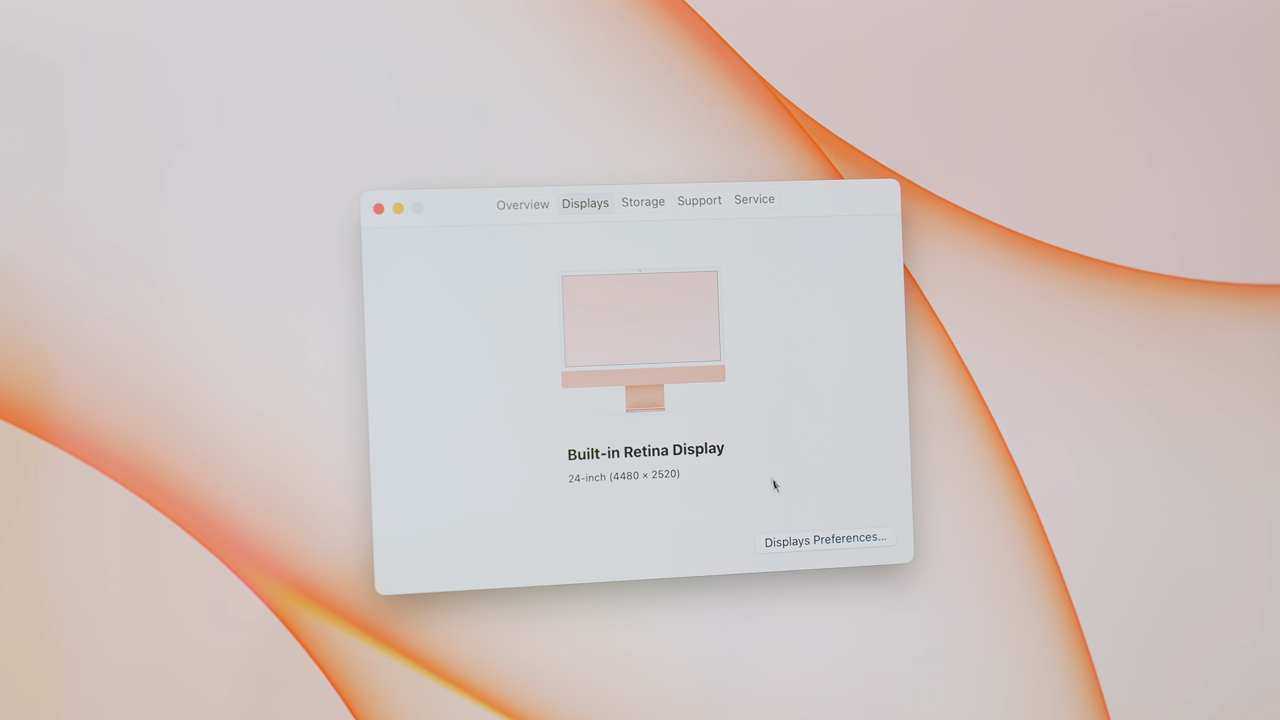 Overview Displays Storage Support Service
Built-in Retina Display
24-inch (4480 × 2520)
Displays Preferences...